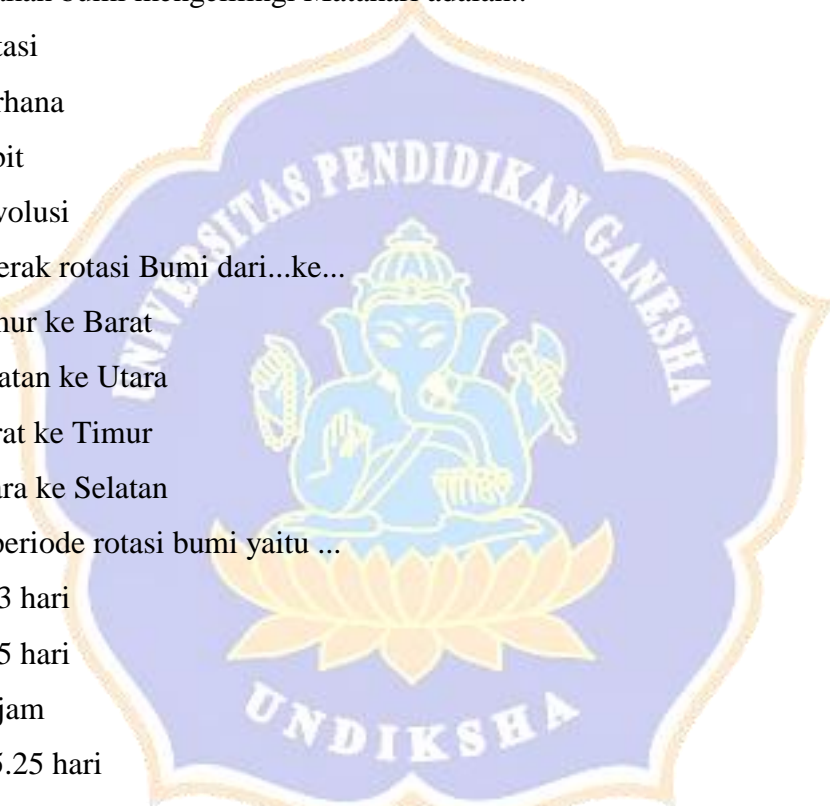 bumi mengelilingi Matahari adalah..
tasi
rhana
bit
volusi
erak rotasi Bumi dari...ke...
nur ke Barat
atan ke Utara
rat ke Timur
ara ke Selatan
periode rotasi bumi yaitu ...
3 hari
5 hari
jam
5.25 hari
UNIVERSITAS PENDIDIKAN GANESHA
UNDIKSHA